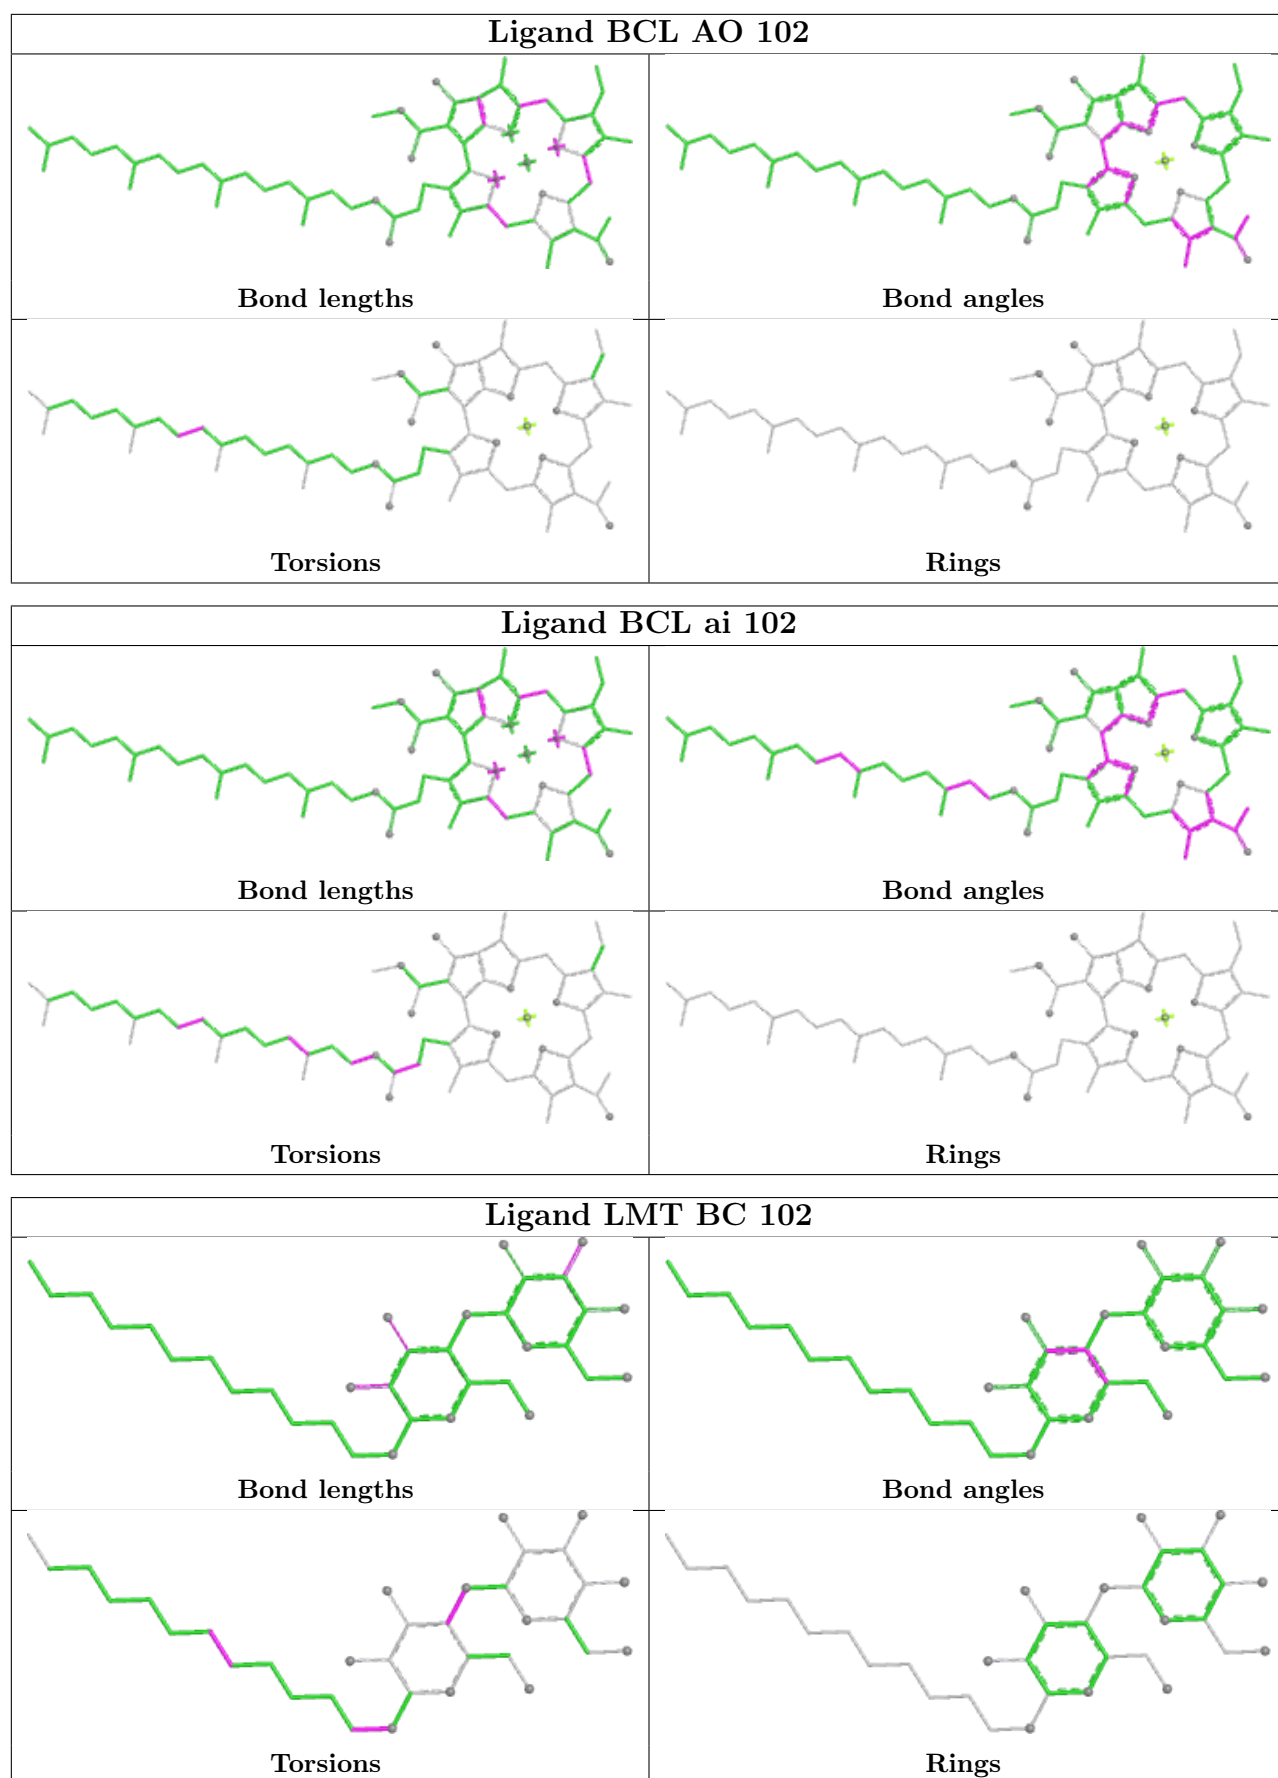 Ligand BCL AO 102
Bond lengths
Bond angles
Torsions
Rings
Ligand BCL ai 102
Bond lengths
Bond angles
Torsions
Rings
Ligand LMT BC 102
Bond lengths
Bond angles
Torsions
Rings